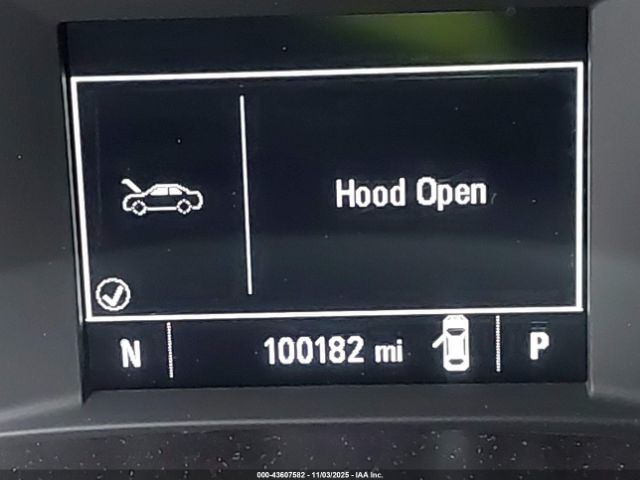 Hood Open
N 100182 mi P
000-43607582 - 11/03/2025 - IAA Inc.